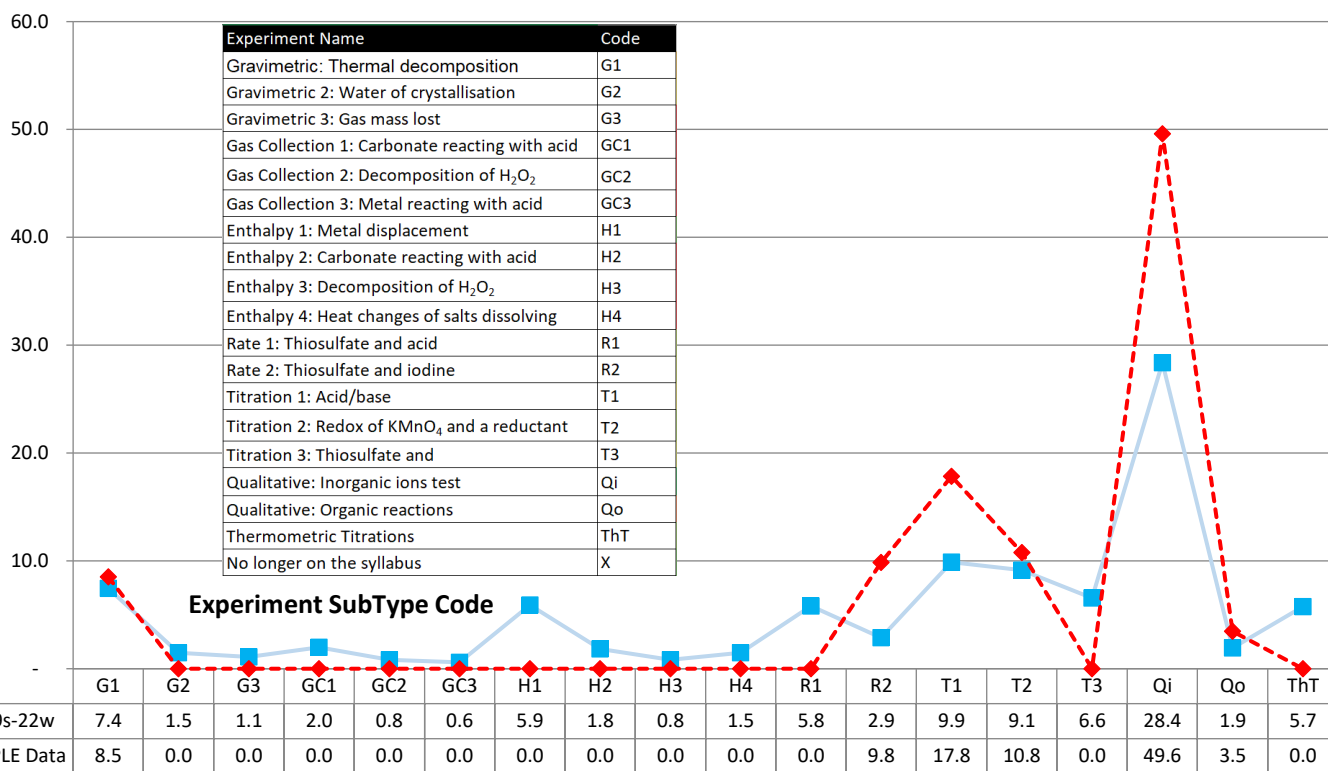 60.0
50.0
40.0
30.0
20.0
10.0
-
Experiment Name Code
Gravimetric: Thermal decomposition G1
Gravimetric 2: Water of crystallisation G2
Gravimetric 3: Gas mass lost G3
Gas Collection 1: Carbonate reacting with acid GC1
Gas Collection 2: Decomposition of H₂O₂ GC2
Gas Collection 3: Metal reacting with acid GC3
Enthalpy 1: Metal displacement H1
Enthalpy 2: Carbonate reacting with acid H2
Enthalpy 3: Decomposition of H₂O₂ H3
Enthalpy 4: Heat changes of salts dissolving H4
Rate 1: Thiosulfate and acid R1
Rate 2: Thiosulfate and iodine R2
Titration 1: Acid/base T1
Titration 2: Redox of KMnO₄ and a reductant T2
Titration 3: Thiosulfate and T3
Qualitative: Inorganic ions test Qi
Qualitative: Organic reactions Qo
Thermometric Titrations ThT
No longer on the syllabus X
Experiment SubType Code
G1 G2 G3 GC1 GC2 GC3 H1 H2 H3 H4 R1 R2 T1 T2 T3 Qi Qo ThT
s-22w 7.4 1.5 1.1 2.0 0.8 0.6 5.9 1.8 0.8 1.5 5.8 2.9 9.9 9.1 6.6 28.4 1.9 5.7
PLE Data 8.5 0.0 0.0 0.0 0.0 0.0 0.0 0.0 0.0 0.0 0.0 9.8 17.8 10.8 0.0 49.6 3.5 0.0